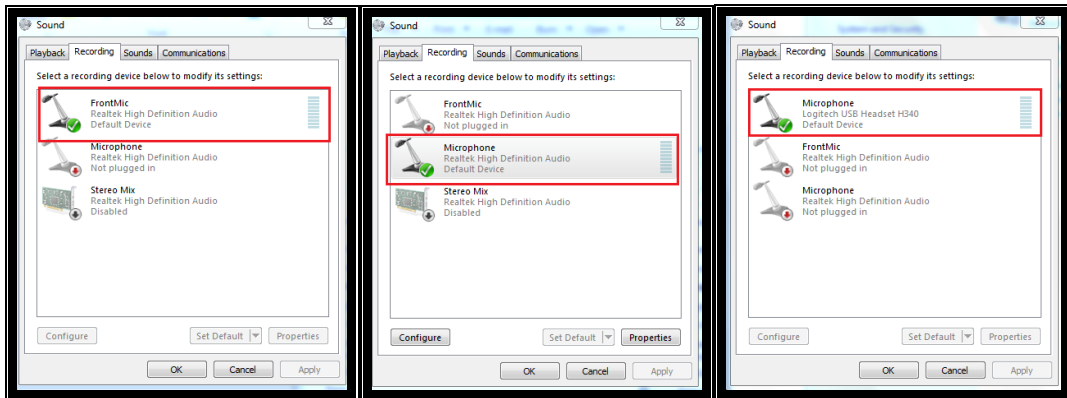 Sound
Playback Recording Sounds Communications
Select a recording device below to modify its settings:
FrontMic
Realtek High Definition Audio
Default Device
Microphone
Realtek High Definition Audio
Not plugged in
Stereo Mix
Realtek High Definition Audio
Disabled
Configure Set Default Properties
OK Cancel Apply
Sound
Playback Recording Sounds Communications
Select a recording device below to modify its settings:
FrontMic
Realtek High Definition Audio
Not plugged in
Microphone
Realtek High Definition Audio
Default Device
Stereo Mix
Realtek High Definition Audio
Disabled
Configure Set Default Properties
OK Cancel Apply
Sound
System and Security
Playback Recording Sounds Communications
Select a recording device below to modify its settings:
Microphone
Logitech USB Headset H340
Default Device
FrontMic
Realtek High Definition Audio
Not plugged in
Microphone
Realtek High Definition Audio
Not plugged in
Configure Set Default Properties
OK Cancel Apply